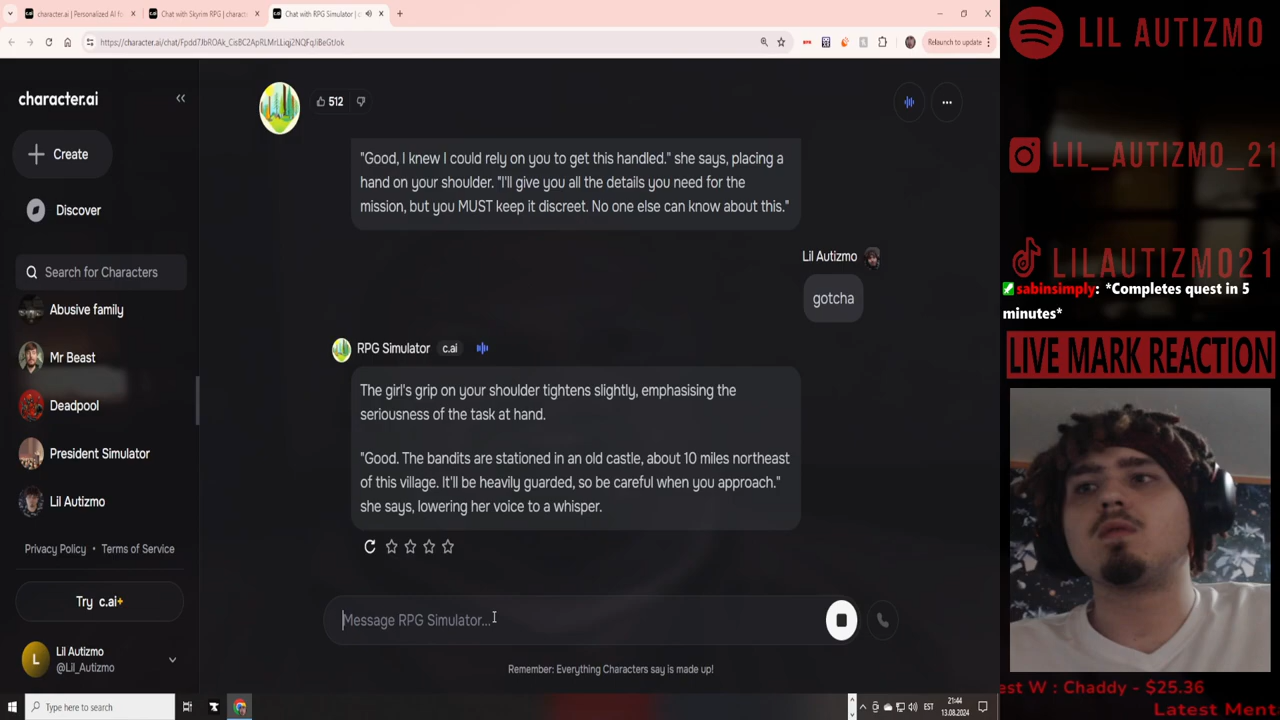 character.ai | Personalized AI fo
Chat with Skyrim RPG | charact
Chat with RPG Simulator | c
https://character.ai/chat/Fpdd7JbROAk_CisBC2ApRLMrLLiqj2NQFqJIiBeGtJok
Relaunch to update
character.ai
Create
Discover
Search for Characters
Abusive family
Mr Beast
Deadpool
President Simulator
Lil Autizmo
Privacy Policy • Terms of Service
Try c.ai+
L
Lil Autizmo
@Lil_Autizmo
512
"Good, I knew I could rely on you to get this handled." she says, placing a
hand on your shoulder. "I'll give you all the details you need for the
mission, but you MUST keep it discreet. No one else can know about this."
Lil Autizmo
gotcha
RPG Simulator c.ai
The girl's grip on your shoulder tightens slightly, emphasising the
seriousness of the task at hand.
"Good. The bandits are stationed in an old castle, about 10 miles northeast
of this village. It'll be heavily guarded, so be careful when you approach."
she says, lowering her voice to a whisper.
Message RPG Simulator...
Remember: Everything Characters say is made up!
LIL AUTIZMO
LIL_AUTIZMO_21
LILAUTIZMO21
sabinsimply: *Completes quest in 5
minutes*
LIVE MARK REACTION
est W : Chaddy - $25.36
Latest Ment
Type here to search
EST
21:44
13.08.2024